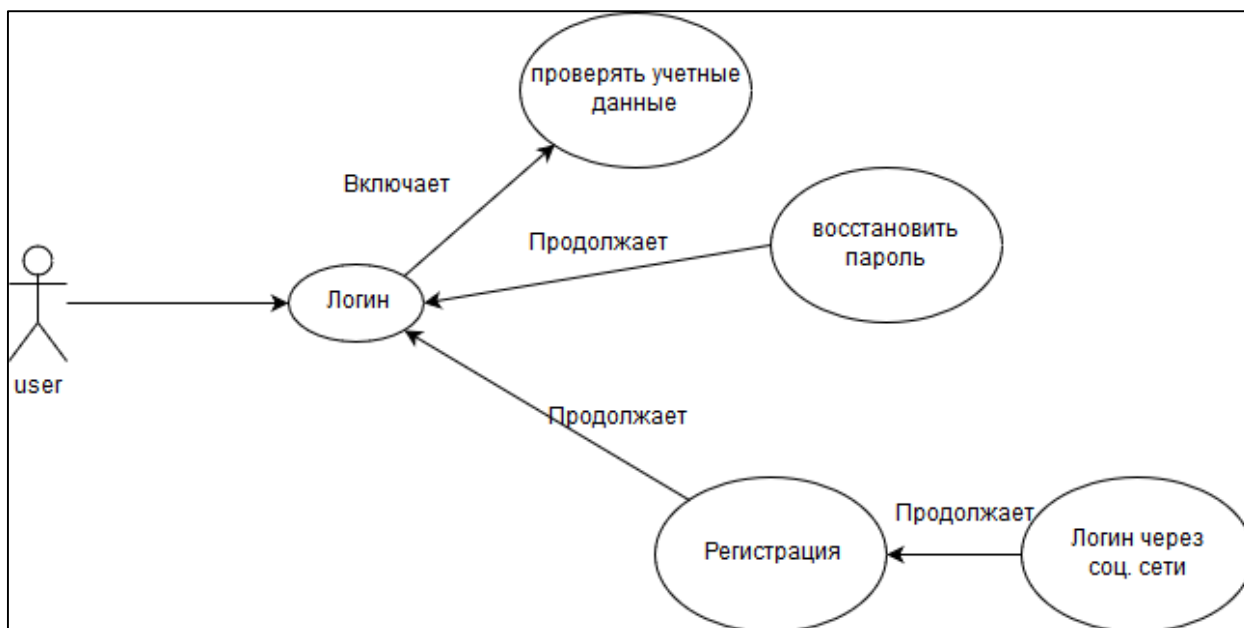 проверять учетные
данные
Включает
Продолжает
восстановить
пароль
Логин
user
Продолжает
Продолжает
Регистрация
Логин через
соц. сети